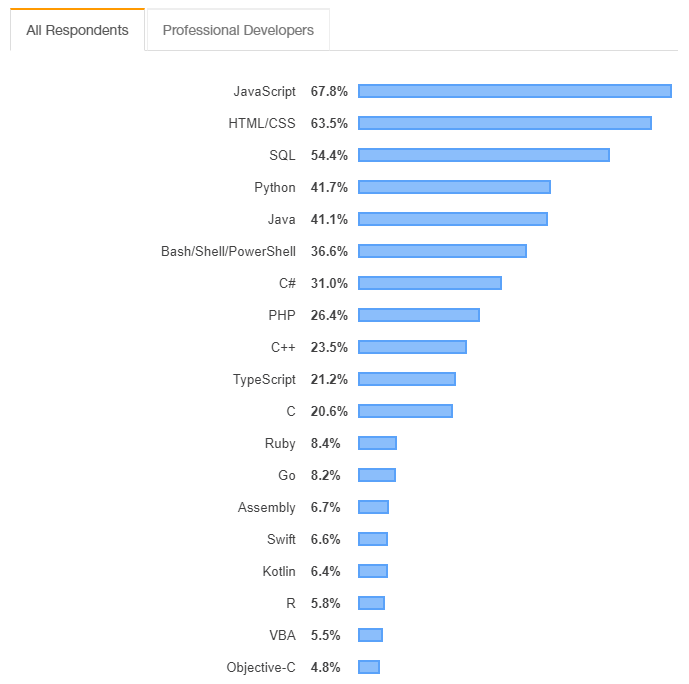 All Respondents Professional Developers
JavaScript 67.8%
HTML/CSS 63.5%
SQL 54.4%
Python 41.7%
Java 41.1%
Bash/Shell/PowerShell 36.6%
C# 31.0%
PHP 26.4%
C++ 23.5%
TypeScript 21.2%
C 20.6%
Ruby 8.4%
Go 8.2%
Assembly 6.7%
Swift 6.6%
Kotlin 6.4%
R 5.8%
VBA 5.5%
Objective-C 4.8%